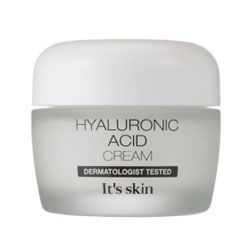 HYALURONIC
ACID
CREAM
DERMATOLOGIST TESTED
It's skin